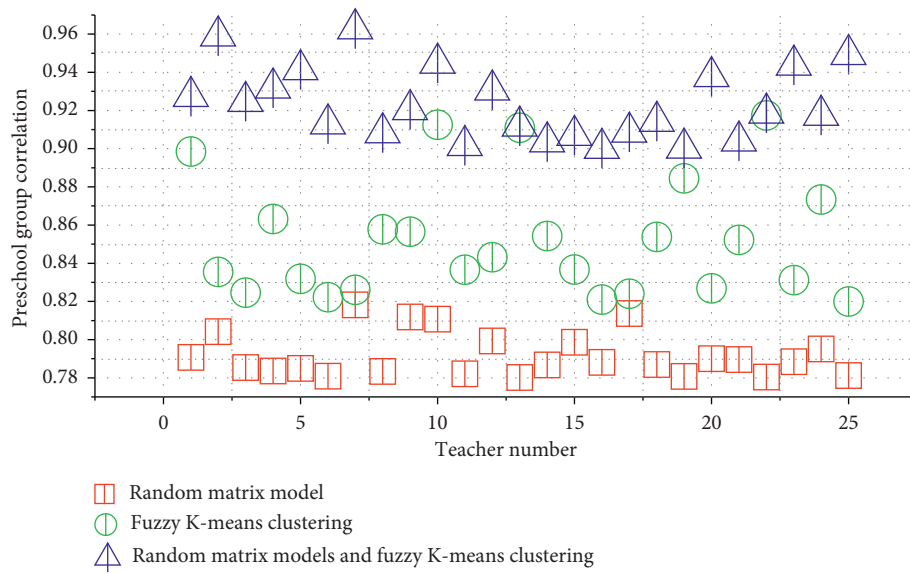 0.96
0.94
0.92
0.90
0.88
0.86
0.84
0.82
0.80
0.78
Preschool group correlation
0 5 10 15 20 25
Teacher number
Random matrix model
Fuzzy K-means clustering
Random matrix models and fuzzy K-means clustering